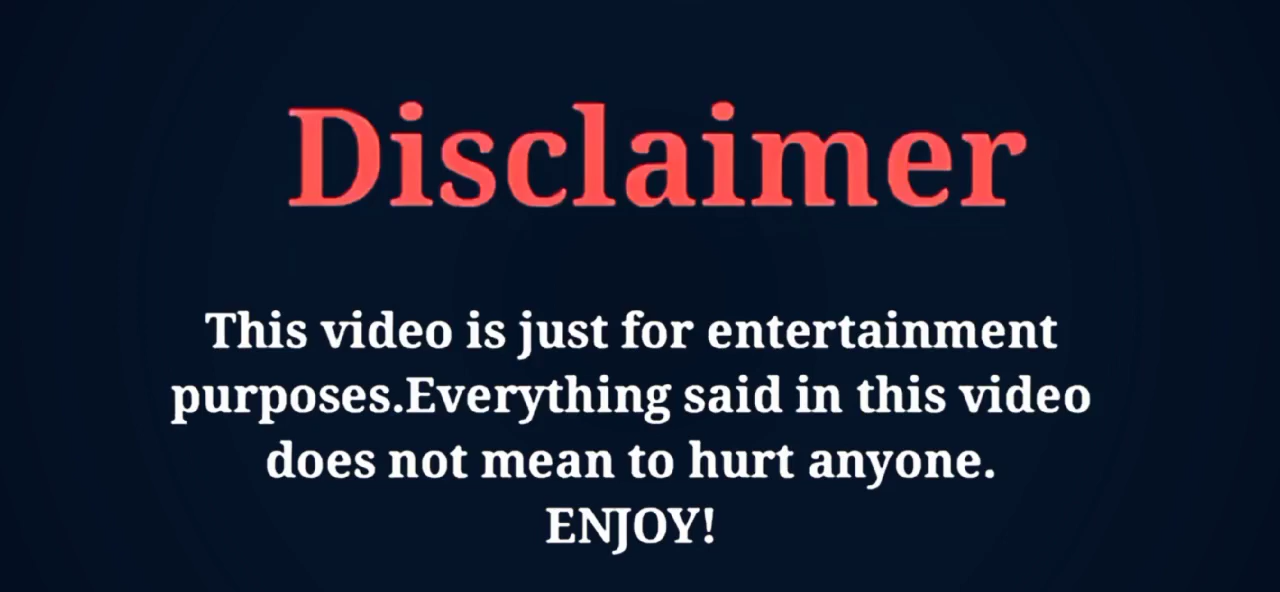 Disclaimer
This video is just for entertainment
purposes.Everything said in this video
does not mean to hurt anyone.
ENJOY!